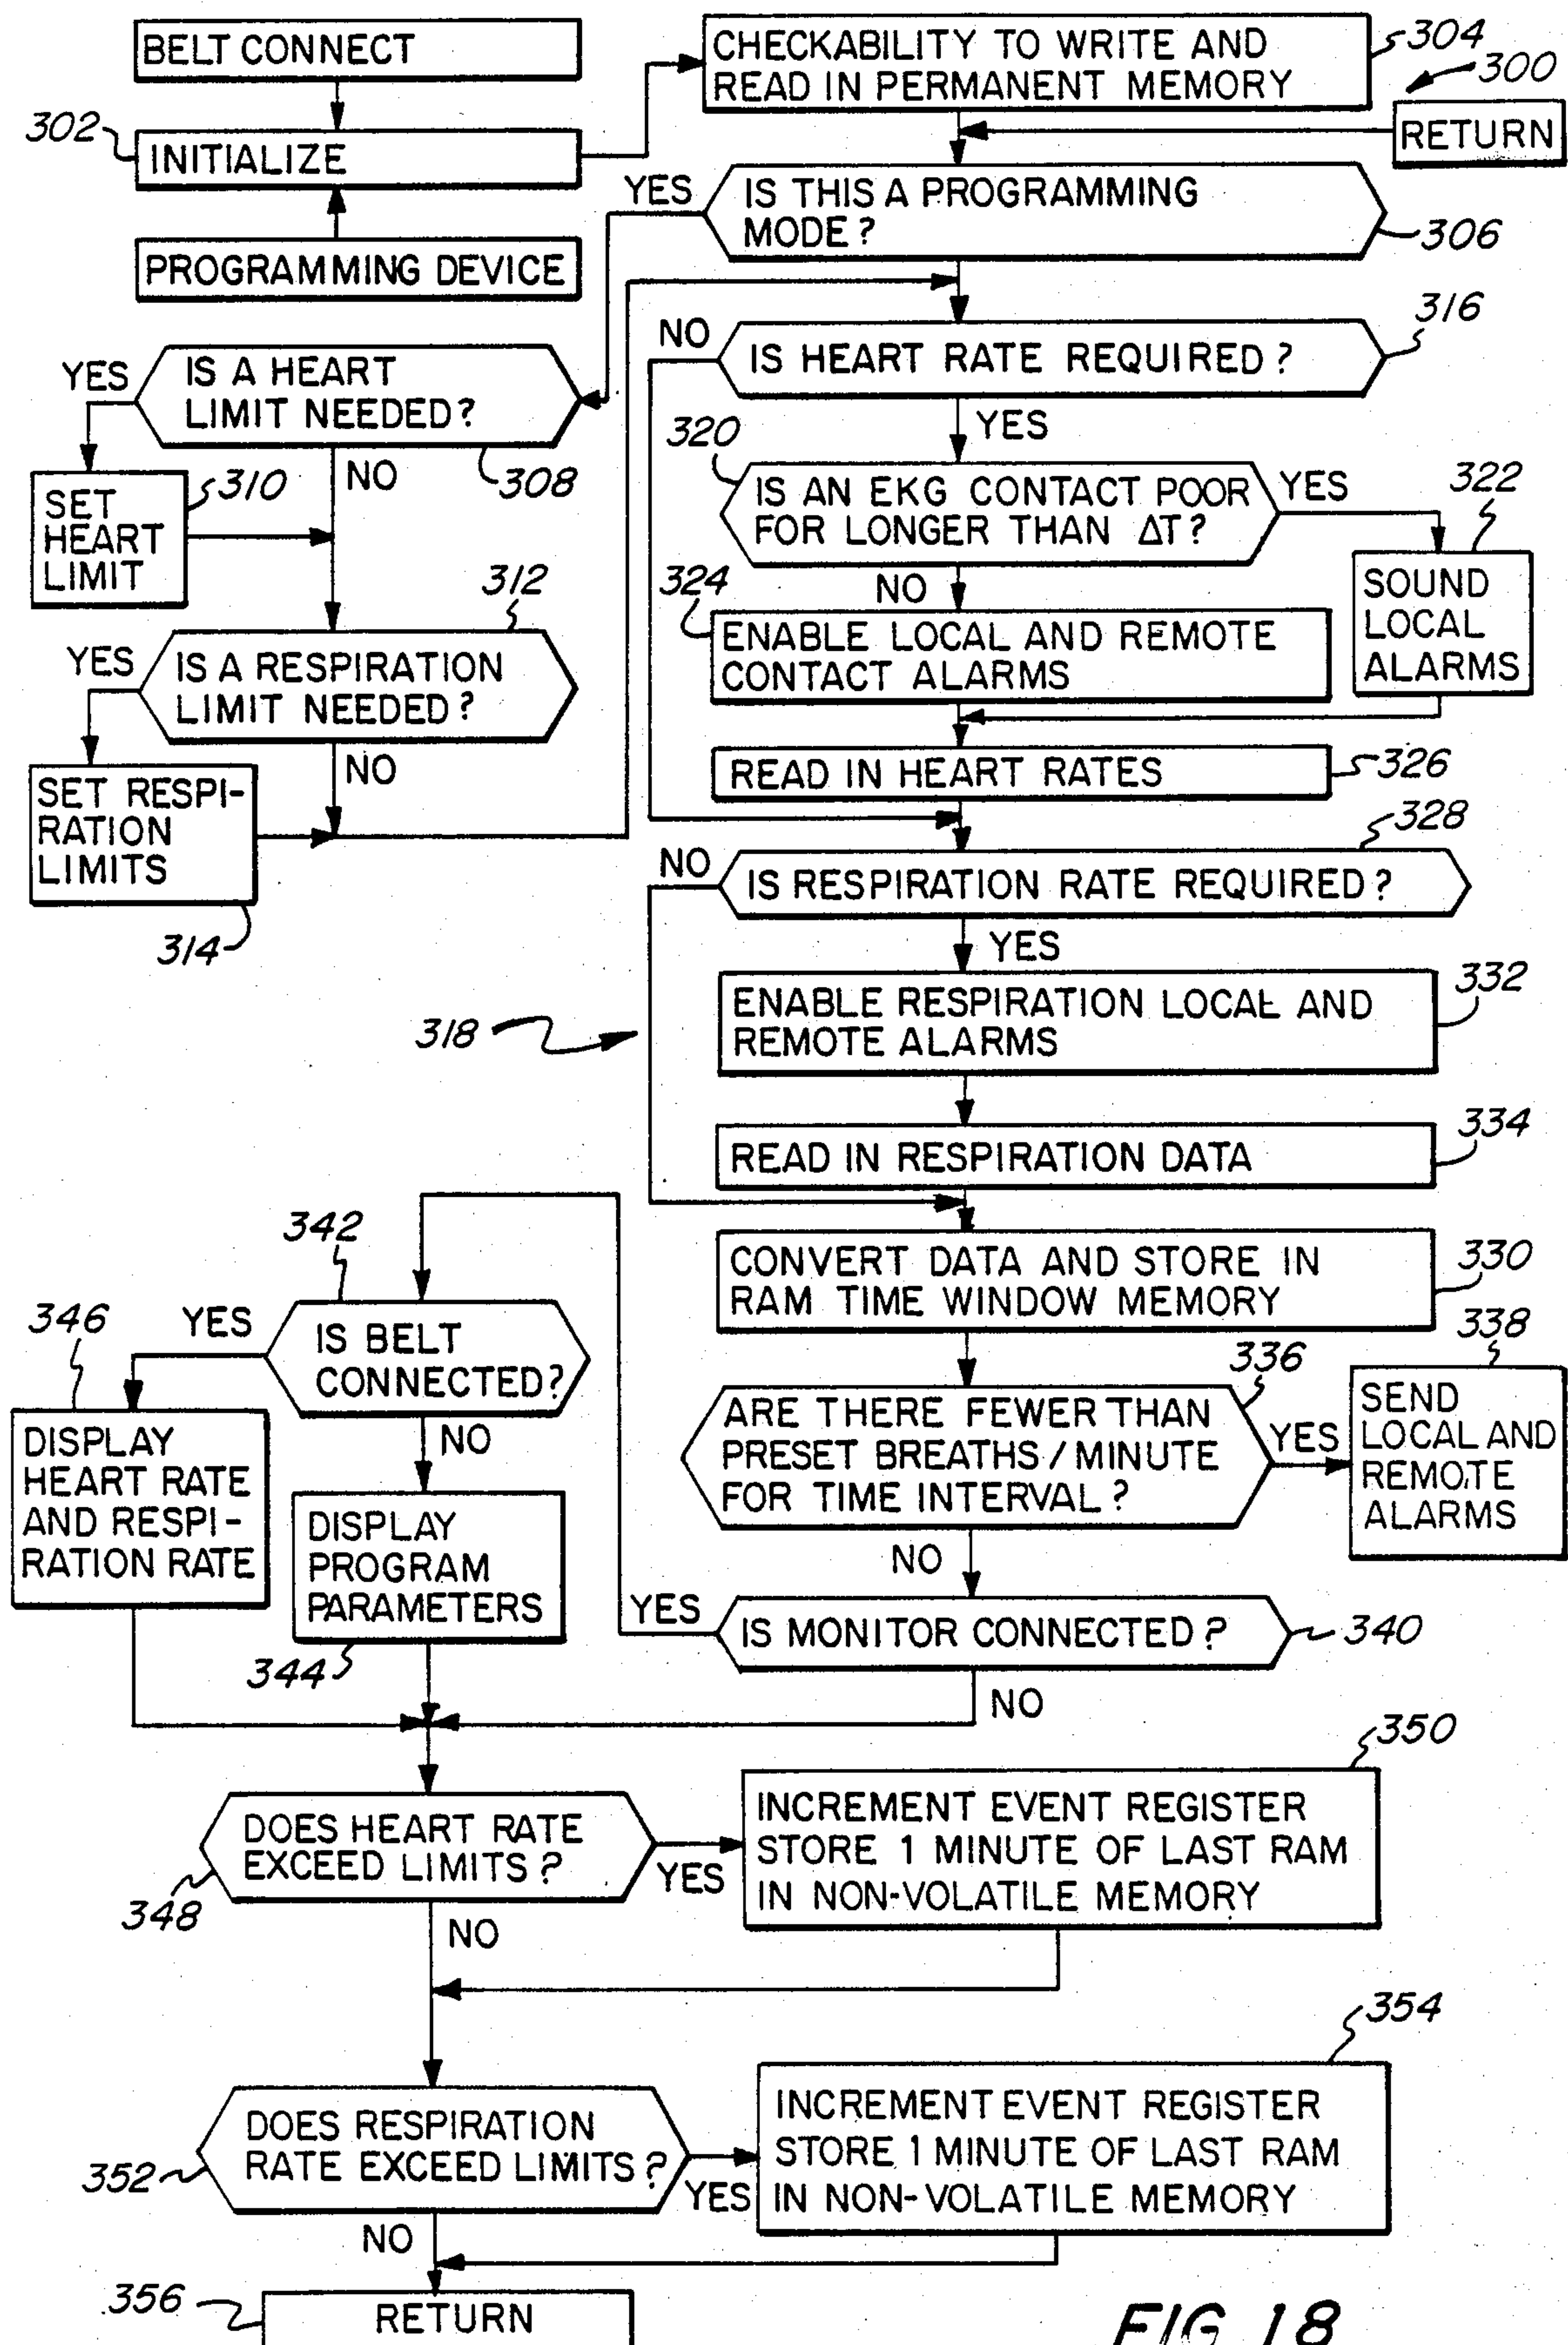 BELT CONNECT
302
INITIALIZE
PROGRAMMING DEVICE
CHECKABILITY TO WRITE AND
READ IN PERMANENT MEMORY
304
300
RETURN
YES
IS THIS A PROGRAMMING
MODE?
306
YES
IS A HEART
LIMIT NEEDED?
308
NO
SET
HEART
LIMIT
310
312
YES
IS A RESPIRATION
LIMIT NEEDED?
NO
SET RESPI-
RATION
LIMITS
314
NO
IS HEART RATE REQUIRED?
316
YES
320
IS AN EKG CONTACT POOR
FOR LONGER THAN ΔT?
YES
322
SOUND
LOCAL
ALARMS
NO
324
ENABLE LOCAL AND REMOTE
CONTACT ALARMS
READ IN HEART RATES
326
328
NO
IS RESPIRATION RATE REQUIRED?
YES
318
ENABLE RESPIRATION LOCAL AND
REMOTE ALARMS
332
READ IN RESPIRATION DATA
334
CONVERT DATA AND STORE IN
RAM TIME WINDOW MEMORY
330
336
ARE THERE FEWER THAN
PRESET BREATHS/MINUTE
FOR TIME INTERVAL?
YES
338
SEND
LOCAL AND
REMOTE
ALARMS
NO
YES
IS MONITOR CONNECTED?
340
NO
342
IS BELT
CONNECTED?
YES
346
DISPLAY
HEART RATE
AND RESPI-
RATION RATE
NO
DISPLAY
PROGRAM
PARAMETERS
344
DOES HEART RATE
EXCEED LIMITS?
348
YES
350
INCREMENT EVENT REGISTER
STORE 1 MINUTE OF LAST RAM
IN NON-VOLATILE MEMORY
NO
DOES RESPIRATION
RATE EXCEED LIMITS?
352
YES
354
INCREMENT EVENT REGISTER
STORE 1 MINUTE OF LAST RAM
IN NON-VOLATILE MEMORY
NO
356
RETURN
FIG 18